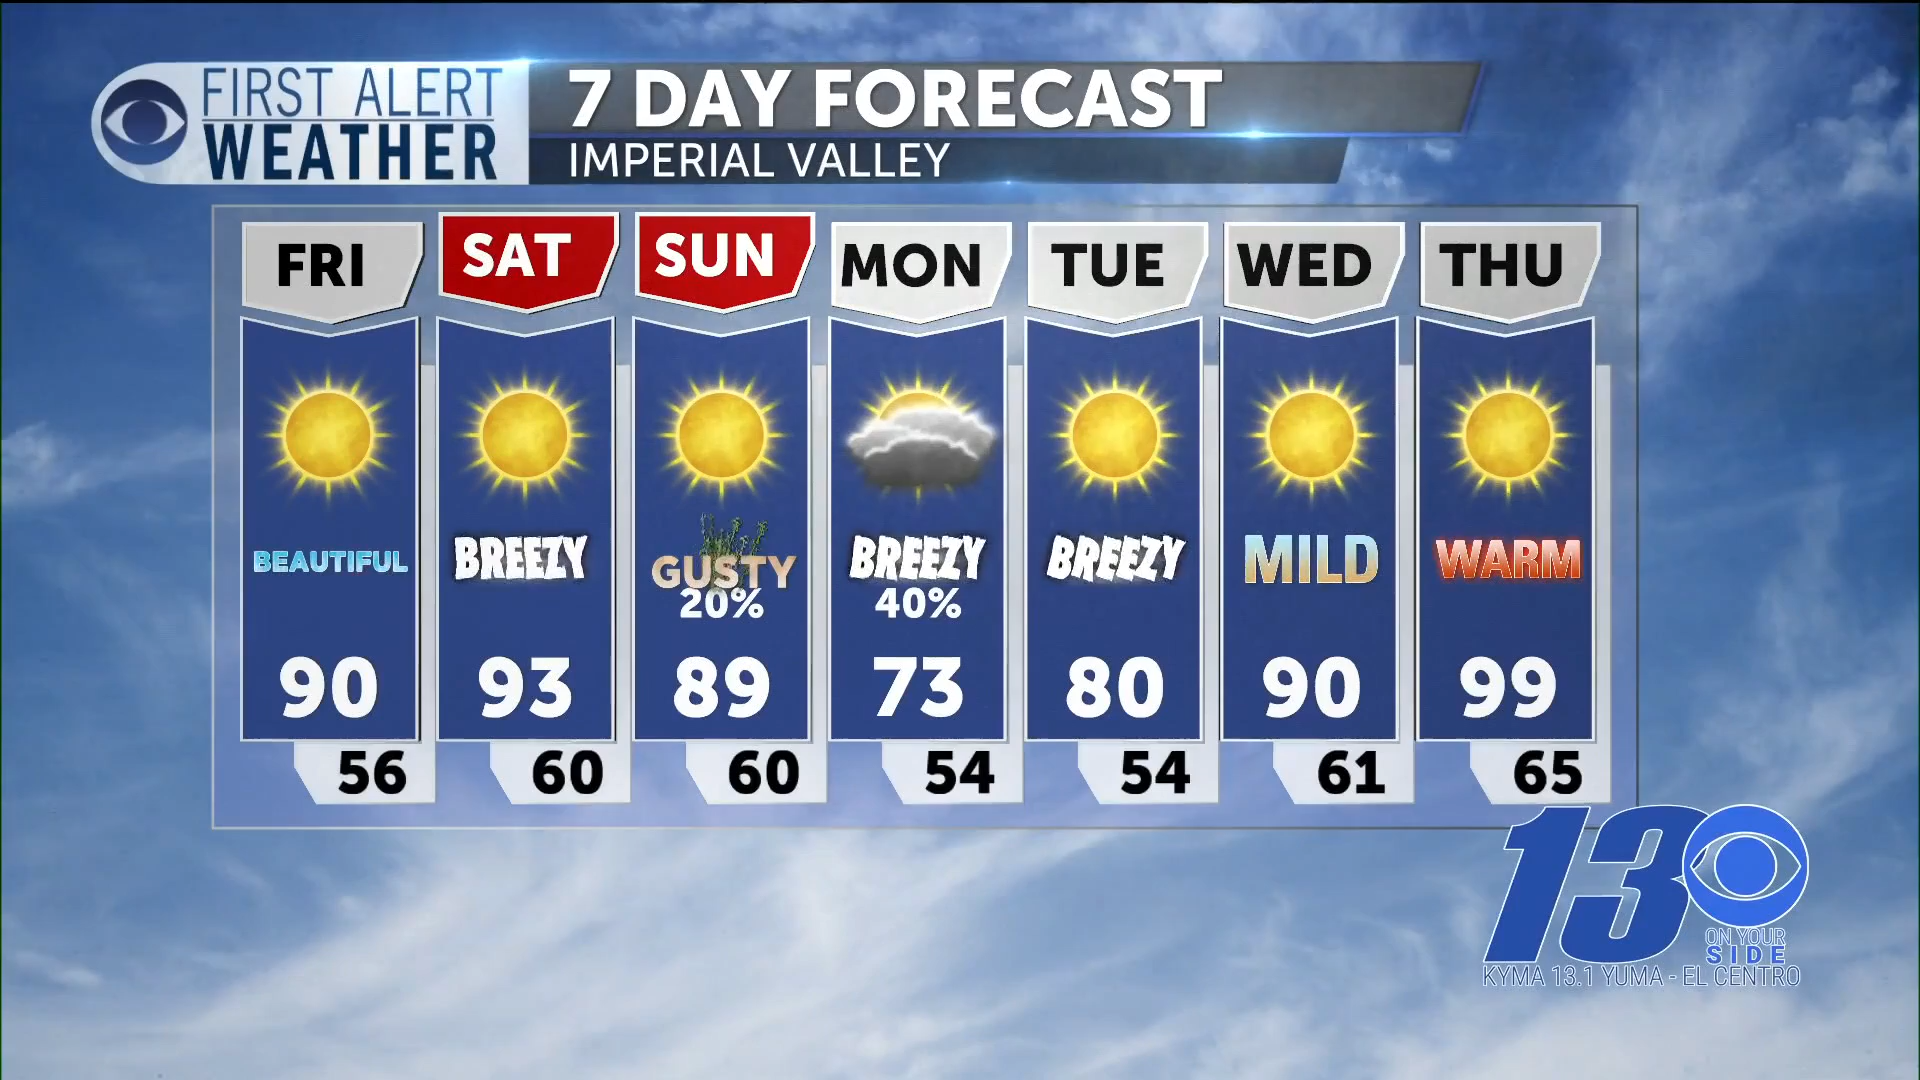 FIRST ALERT
WEATHER
7 DAY FORECAST
IMPERIAL VALLEY
FRI SAT SUN MON TUE WED THU
BEAUTIFUL BREEZY GUSTY BREEZY BREEZY MILD WARM
20% 40%
90 93 89 73 80 90 99
56 60 60 54 54 61 65
13
ON YOUR
SIDE
KYMA 13.1 YUMA - EL CENTRO